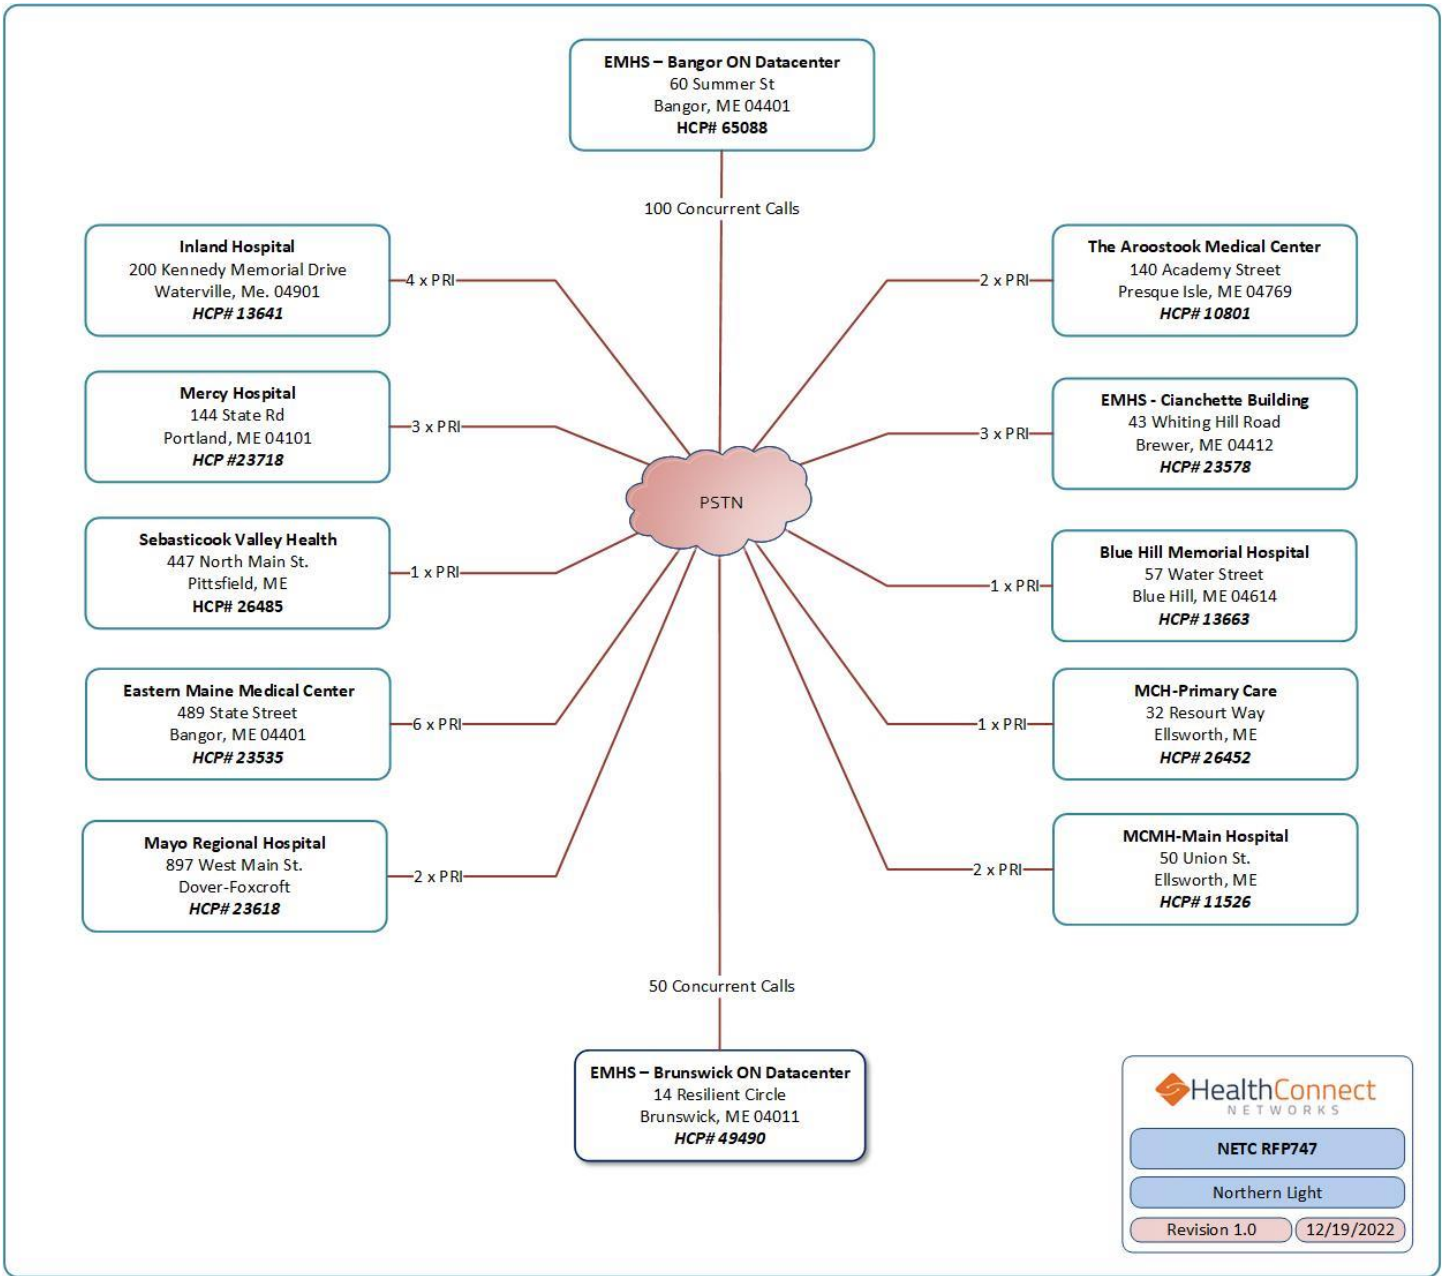 EMHS – Bangor ON Datacenter
60 Summer St
Bangor, ME 04401
HCP# 65088
100 Concurrent Calls
Inland Hospital
200 Kennedy Memorial Drive
Waterville, Me. 04901
HCP# 13641
4 x PRI
Mercy Hospital
144 State Rd
Portland, ME 04101
HCP #23718
3 x PRI
Sebasticook Valley Health
447 North Main St.
Pittsfield, ME
HCP# 26485
1 x PRI
Eastern Maine Medical Center
489 State Street
Bangor, ME 04401
HCP# 23535
6 x PRI
Mayo Regional Hospital
897 West Main St.
Dover-Foxcroft
HCP# 23618
2 x PRI
PSTN
The Aroostook Medical Center
140 Academy Street
Presque Isle, ME 04769
HCP# 10801
2 x PRI
EMHS - Cianchette Building
43 Whiting Hill Road
Brewer, ME 04412
HCP# 23578
3 x PRI
Blue Hill Memorial Hospital
57 Water Street
Blue Hill, ME 04614
HCP# 13663
1 x PRI
MCH-Primary Care
32 Resourt Way
Ellsworth, ME
HCP# 26452
1 x PRI
MCMH-Main Hospital
50 Union St.
Ellsworth, ME
HCP# 11526
2 x PRI
50 Concurrent Calls
EMHS – Brunswick ON Datacenter
14 Resilient Circle
Brunswick, ME 04011
HCP# 49490
HealthConnect
NETWORKS
NETC RFP747
Northern Light
Revision 1.0
12/19/2022